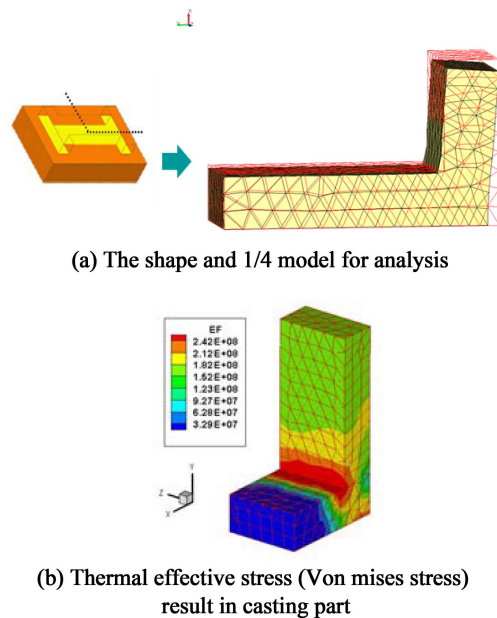 (a) The shape and 1/4 model for analysis
EF
2.42E+08
2.12E+08
1.82E+08
1.52E+08
1.23E+08
9.27E+07
6.28E+07
3.29E+07
Y
Z
X
(b) Thermal effective stress (Von mises stress)
result in casting part